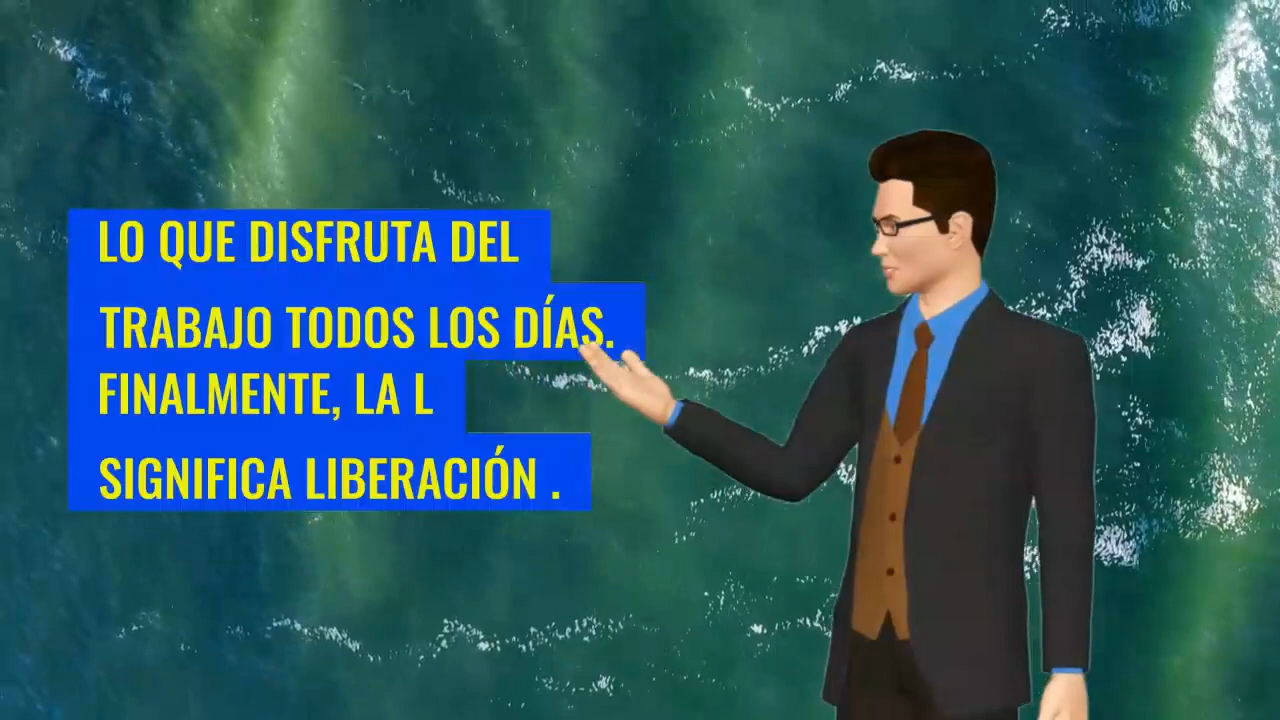 LO QUE DISFRUTA DEL
TRABAJO TODOS LOS DÍAS.
FINALMENTE, LA L
SIGNIFICA LIBERACIÓN .